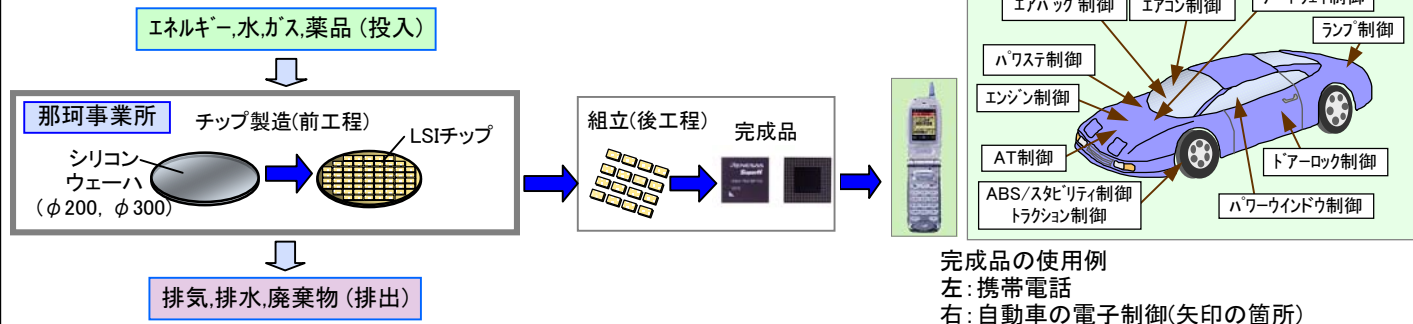 エネルギー,水,ガス,薬品 (投入)
那珂事業所
チップ製造(前工程)
LSIチップ
シリコン
ウェーハ
(φ200, φ300)
排気,排水,廃棄物 (排出)
組立(後工程)
完成品
RENESAS
SuperH
エアバッグ制御
エアコン制御
ランプ制御
パワステ制御
エンジン制御
AT制御
ABS/スタビリティ制御
トラクション制御
ドアーロック制御
パワーウインドウ制御
完成品の使用例
左:携帯電話
右:自動車の電子制御(矢印の箇所)